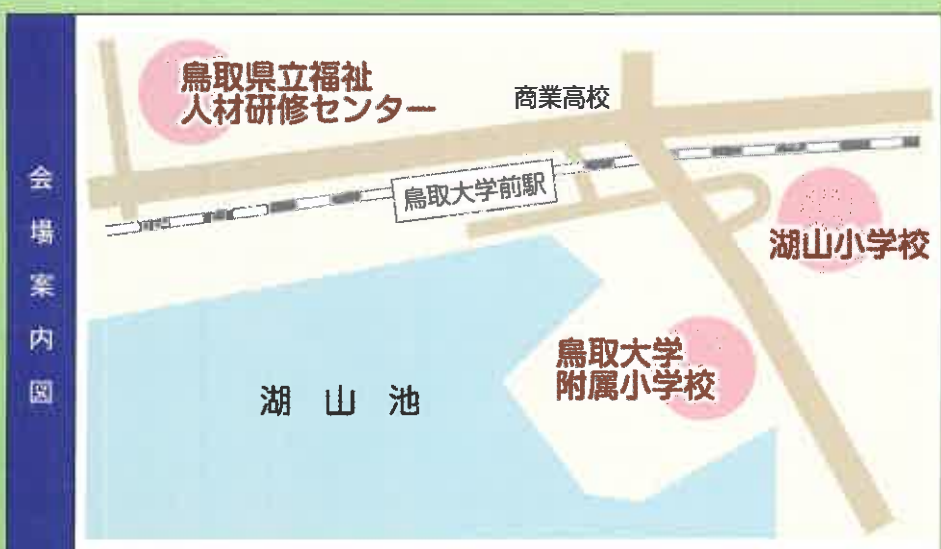 会場案内図
鳥取県立福祉
人材研修センター
商業高校
鳥取大学前駅
湖山小学校
鳥取大学
附属小学校
湖山池